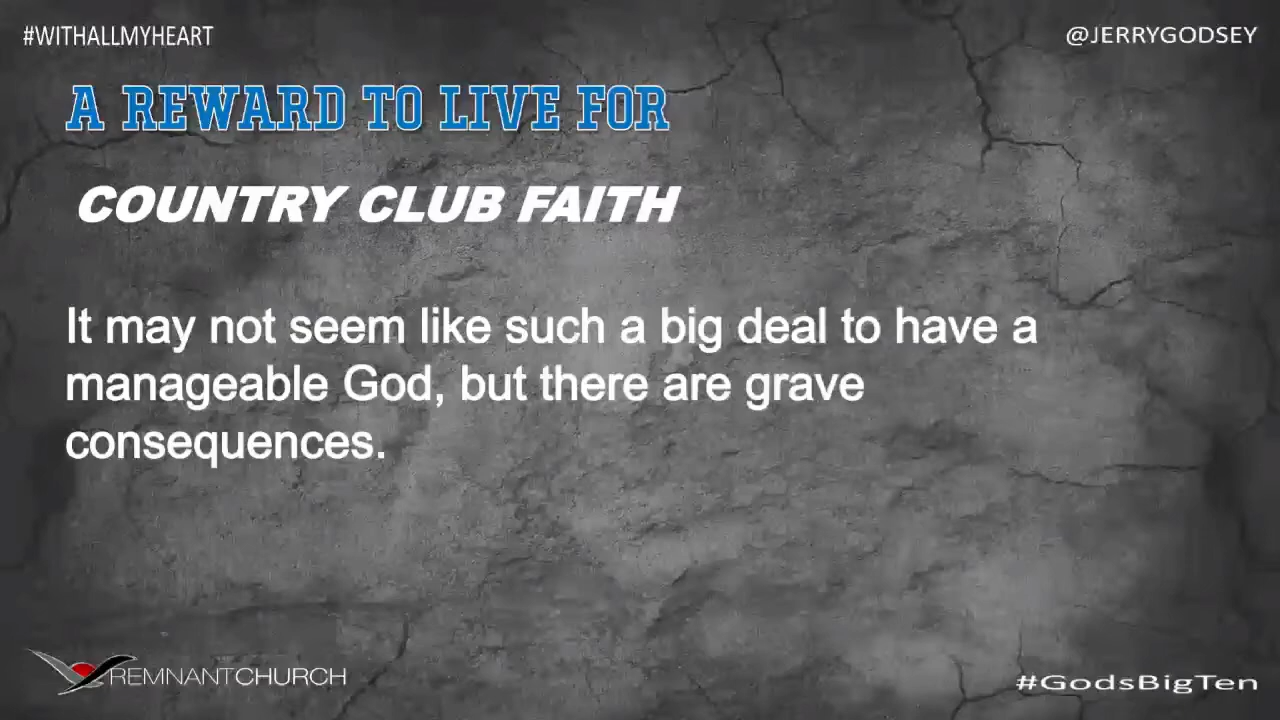 #WITHALLMYHEART
@JERRYGODSEY
A REWARD TO LIVE FOR
COUNTRY CLUB FAITH
It may not seem like such a big deal to have a
manageable God, but there are grave
consequences.
REMNANTCHURCH
#GodsBigTen